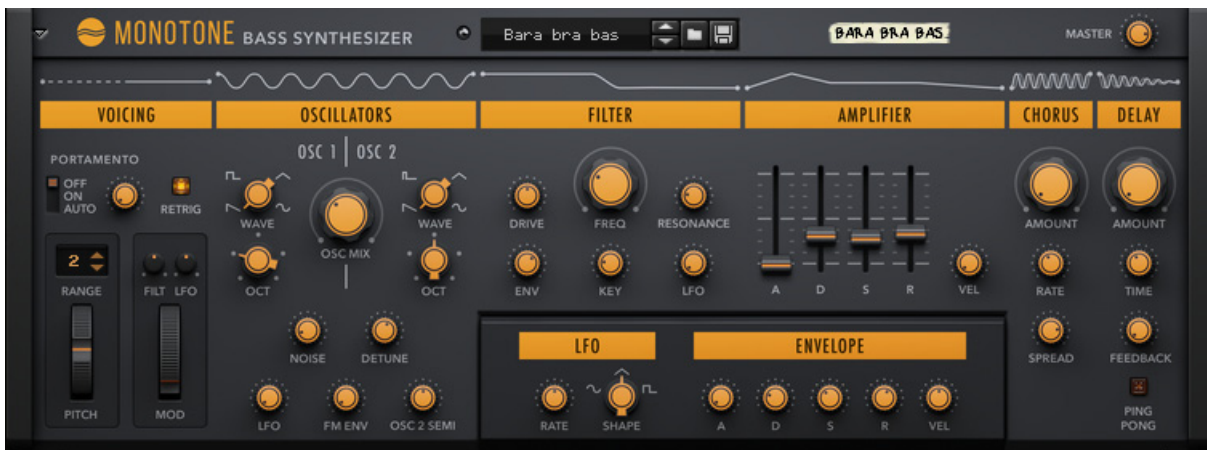 MONOTONE BASS SYNTHESIZER
Bara bra bas
BARA BRA BAS
MASTER
VOICING
OSCILLATORS
FILTER
AMPLIFIER
CHORUS
DELAY
PORTAMENTO
OFF
ON
AUTO
RETRIG
2
RANGE
FILT LFO
PITCH
MOD
OSC 1 | OSC 2
WAVE
WAVE
OSC MIX
OCT
OCT
NOISE
DETUNE
LFO
FM ENV
OSC 2 SEMI
DRIVE
FREQ
RESONANCE
ENV
KEY
LFO
A D S R
VEL
LFO
RATE
SHAPE
ENVELOPE
A D S R VEL
AMOUNT
RATE
SPREAD
AMOUNT
TIME
FEEDBACK
PING
PONG